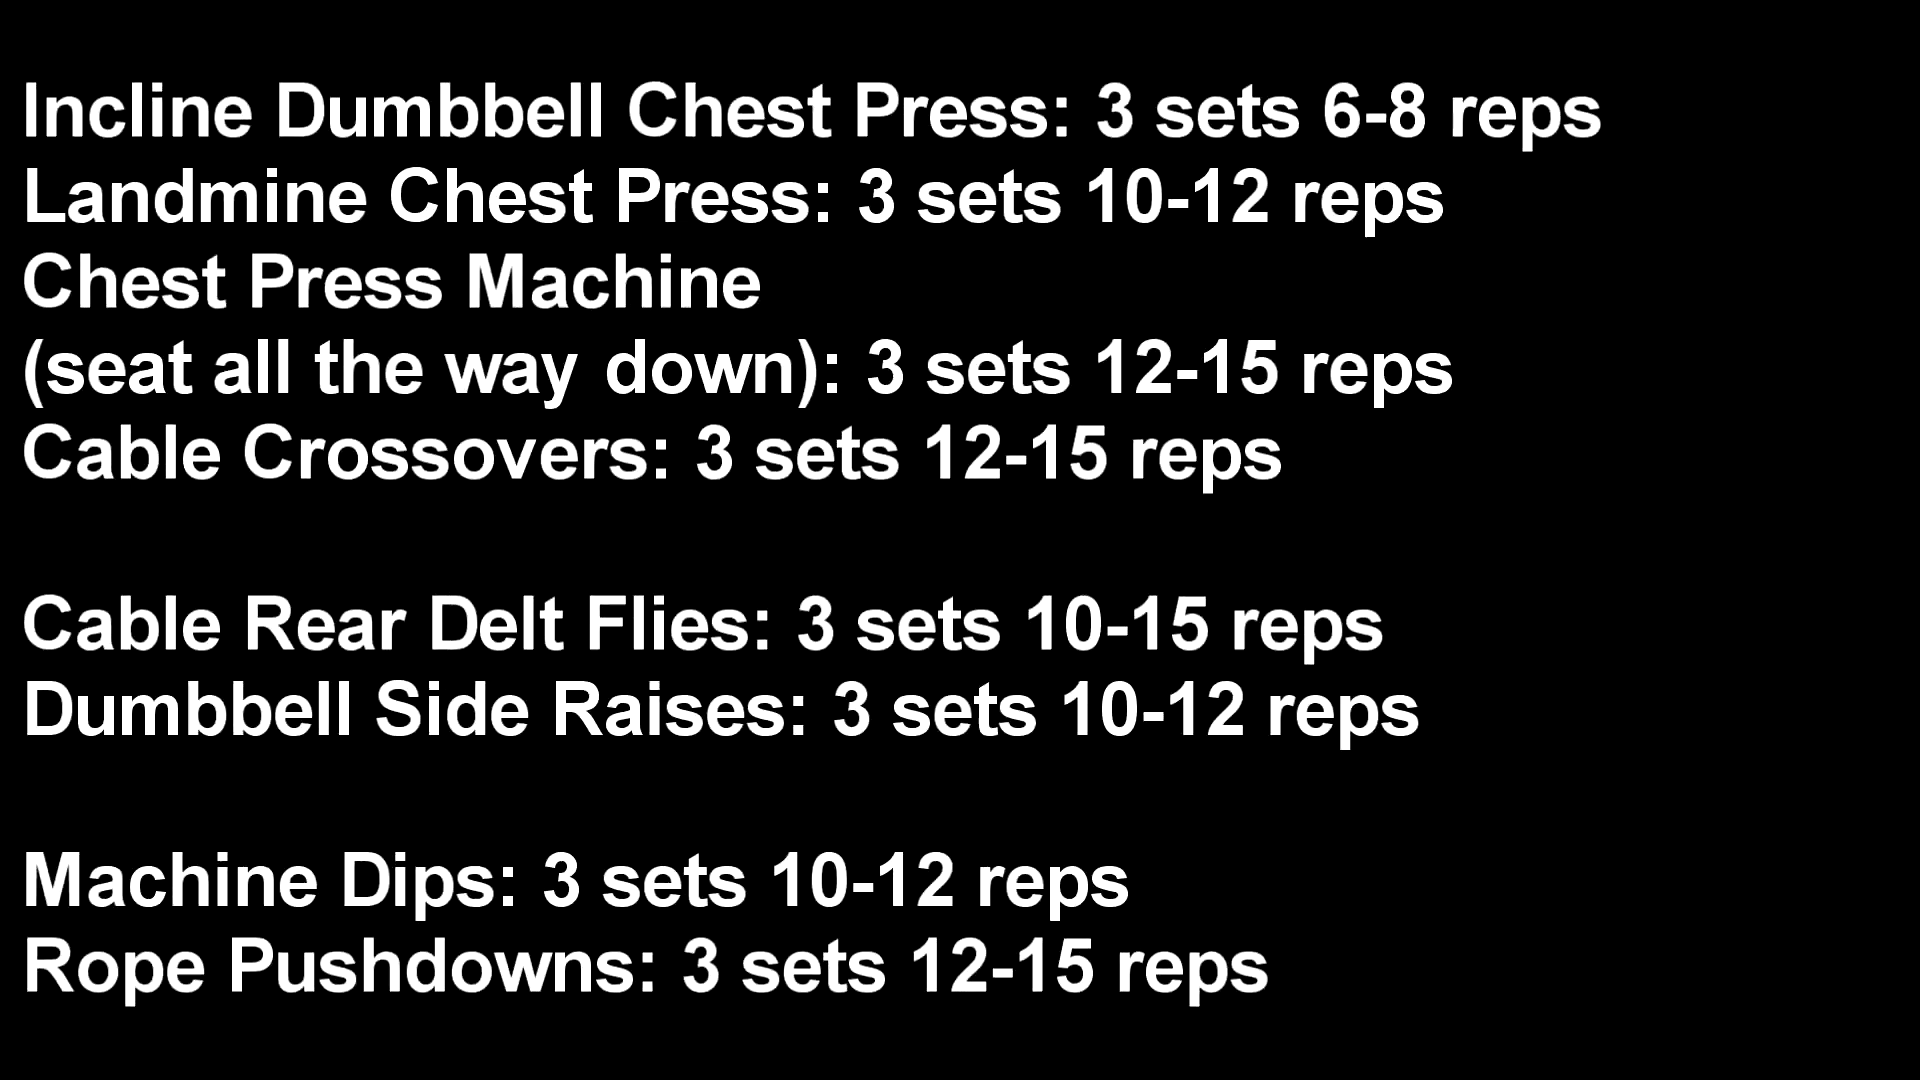 Incline Dumbbell Chest Press: 3 sets 6-8 reps
Landmine Chest Press: 3 sets 10-12 reps
Chest Press Machine
(seat all the way down): 3 sets 12-15 reps
Cable Crossovers: 3 sets 12-15 reps
Cable Rear Delt Flies: 3 sets 10-15 reps
Dumbbell Side Raises: 3 sets 10-12 reps
Machine Dips: 3 sets 10-12 reps
Rope Pushdowns: 3 sets 12-15 reps